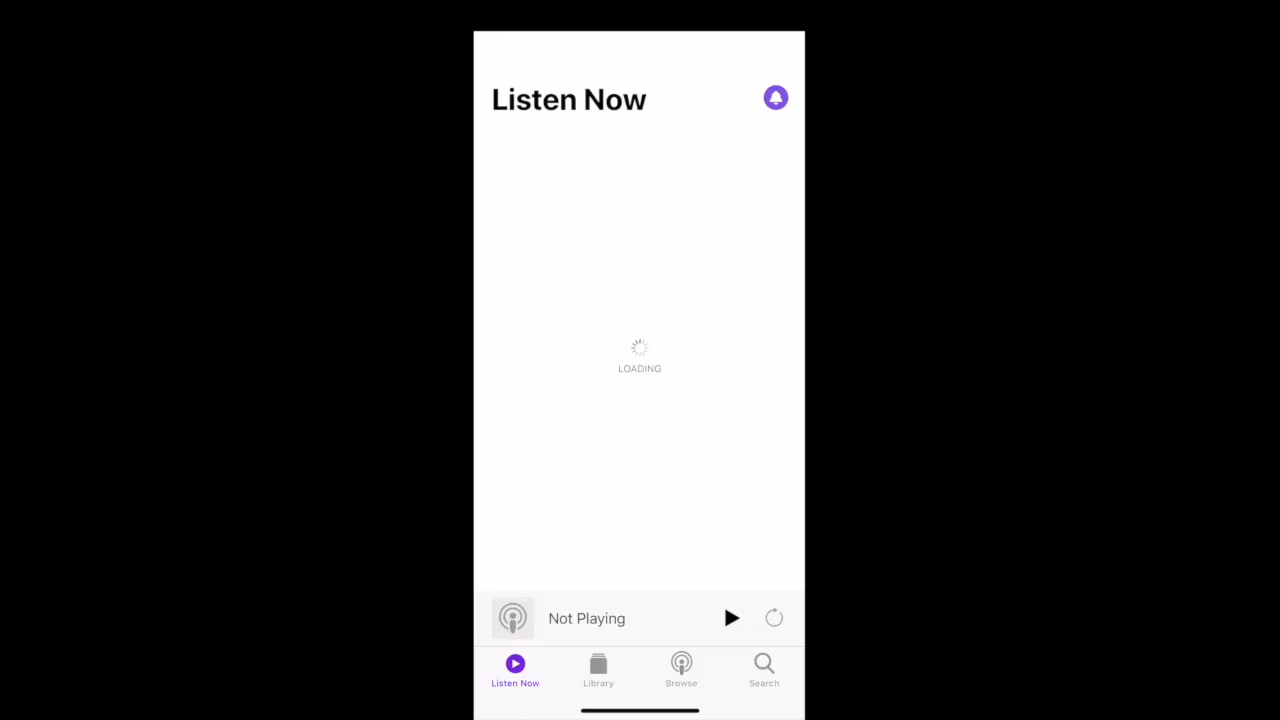 Listen Now
LOADING
Not Playing
Listen Now
Library
Browse
Search